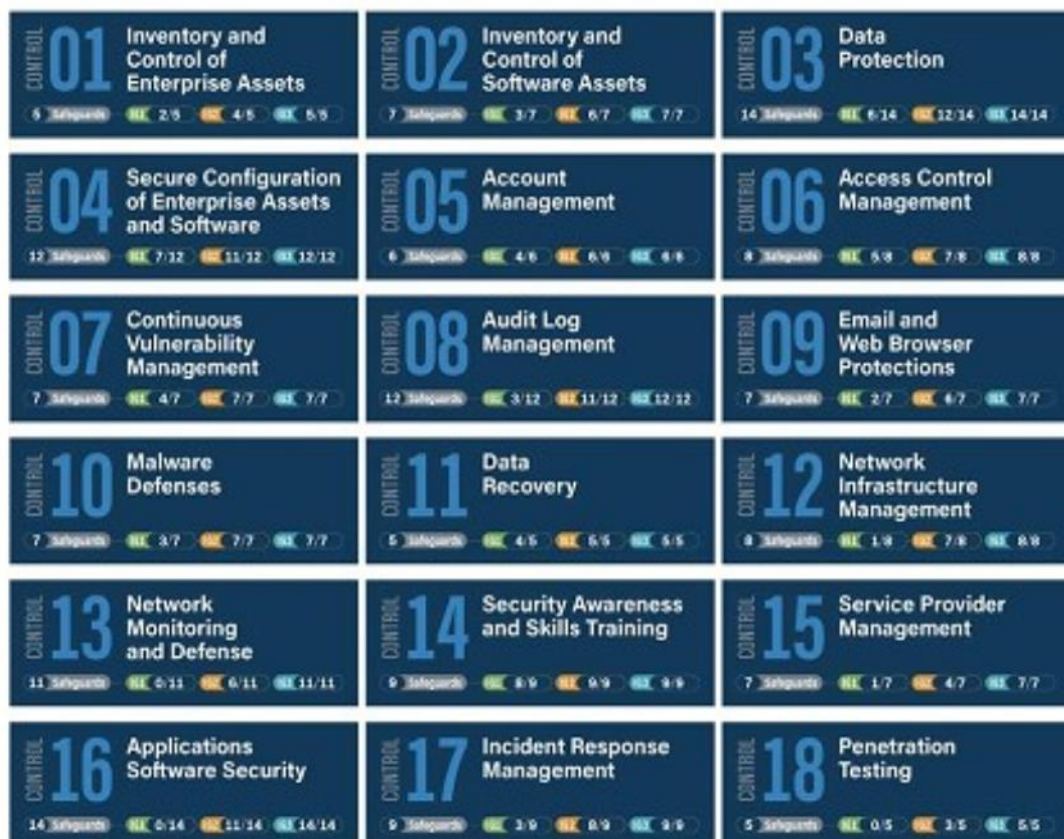 CONTROL 01 Inventory and
Control of
Enterprise Assets
5 Safeguards IG1 2/5 IG2 4/5 IG3 5/5
CONTROL 02 Inventory and
Control of
Software Assets
7 Safeguards IG1 3/7 IG2 6/7 IG3 7/7
CONTROL 03 Data
Protection
14 Safeguards IG1 6/14 IG2 12/14 IG3 14/14
CONTROL 04 Secure Configuration
of Enterprise Assets
and Software
12 Safeguards IG1 7/12 IG2 11/12 IG3 12/12
CONTROL 05 Account
Management
6 Safeguards IG1 4/6 IG2 6/6 IG3 6/6
CONTROL 06 Access Control
Management
8 Safeguards IG1 5/8 IG2 7/8 IG3 8/8
CONTROL 07 Continuous
Vulnerability
Management
7 Safeguards IG1 4/7 IG2 7/7 IG3 7/7
CONTROL 08 Audit Log
Management
12 Safeguards IG1 3/12 IG2 11/12 IG3 12/12
CONTROL 09 Email and
Web Browser
Protections
7 Safeguards IG1 2/7 IG2 6/7 IG3 7/7
CONTROL 10 Malware
Defenses
7 Safeguards IG1 3/7 IG2 7/7 IG3 7/7
CONTROL 11 Data
Recovery
5 Safeguards IG1 4/5 IG2 5/5 IG3 5/5
CONTROL 12 Network
Infrastructure
Management
8 Safeguards IG1 1/8 IG2 7/8 IG3 8/8
CONTROL 13 Network
Monitoring
and Defense
11 Safeguards IG1 0/11 IG2 6/11 IG3 11/11
CONTROL 14 Security Awareness
and Skills Training
9 Safeguards IG1 8/9 IG2 9/9 IG3 9/9
CONTROL 15 Service Provider
Management
7 Safeguards IG1 1/7 IG2 4/7 IG3 7/7
CONTROL 16 Applications
Software Security
14 Safeguards IG1 0/14 IG2 11/14 IG3 14/14
CONTROL 17 Incident Response
Management
9 Safeguards IG1 3/9 IG2 8/9 IG3 9/9
CONTROL 18 Penetration
Testing
5 Safeguards IG1 0/5 IG2 3/5 IG3 5/5